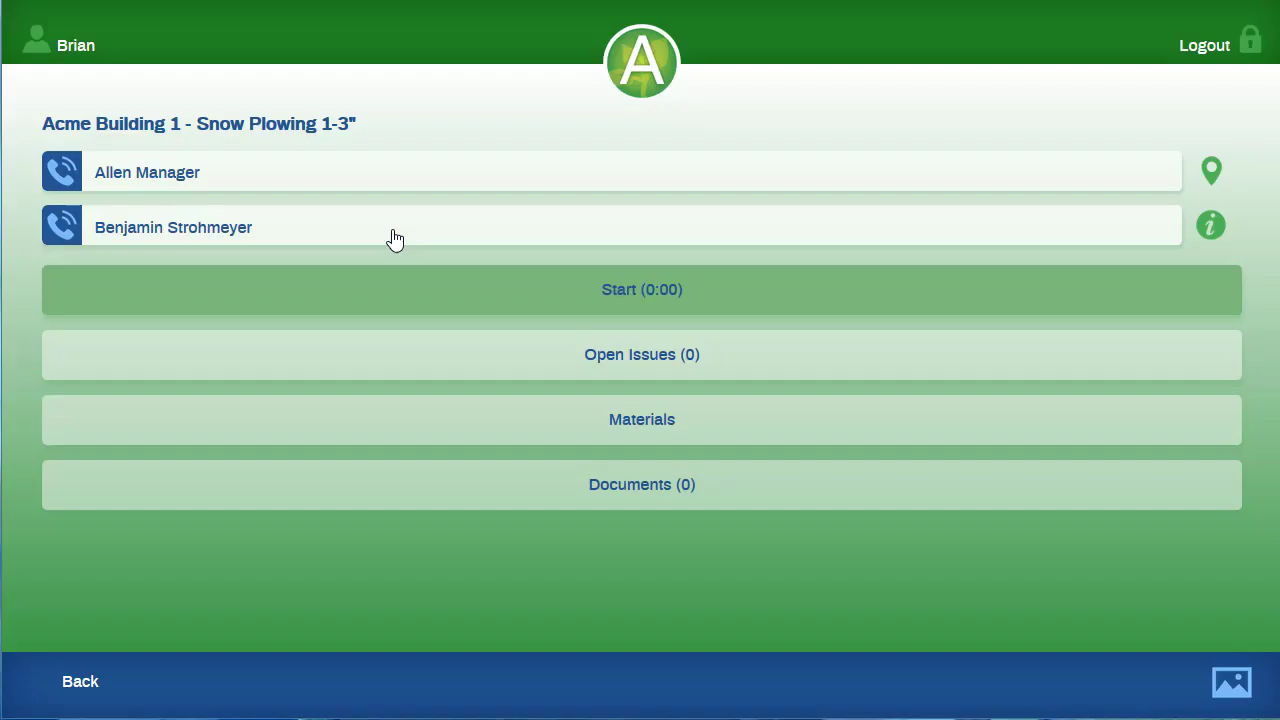 Brian
A
Logout
Acme Building 1 - Snow Plowing 1-3"
Allen Manager
Benjamin Strohmeyer
i
Start (0:00)
Open Issues (0)
Materials
Documents (0)
Back